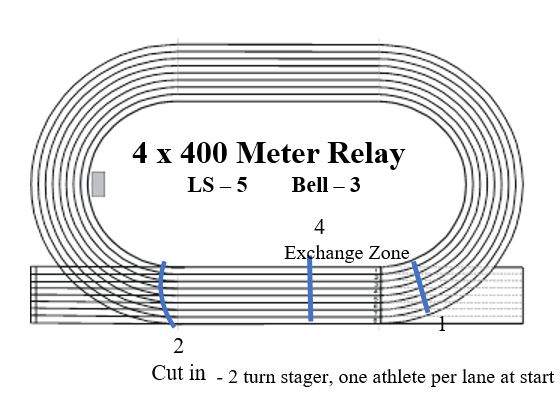 4 x 400 Meter Relay
LS – 5 Bell – 3
4
Exchange Zone
1
2
Cut in - 2 turn stager, one athlete per lane at start